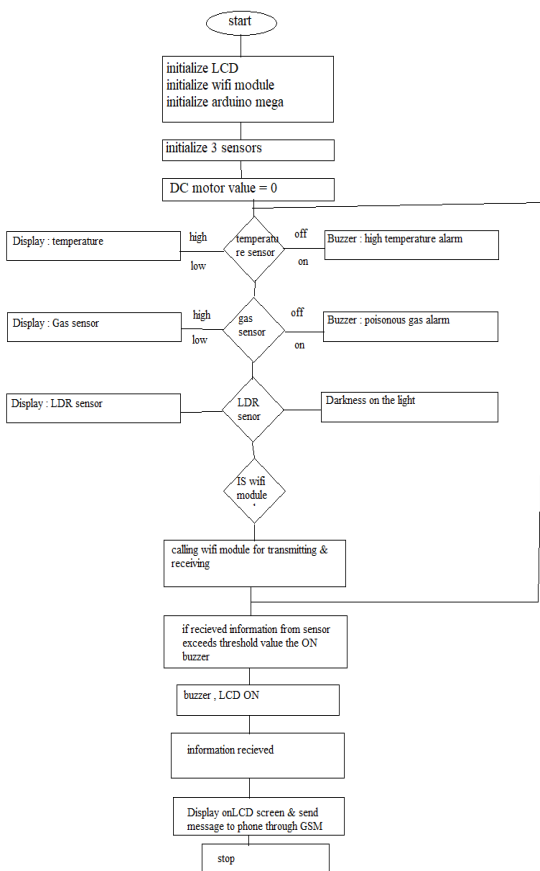 start
initialize LCD
initialize wifi module
initialize arduino mega
initialize 3 sensors
DC motor value = 0
Display : temperature
high
low
temperatu
re sensor
off
on
Buzzer : high temperature alarm
Display : Gas sensor
high
low
gas
sensor
off
on
Buzzer : poisonous gas alarm
Display : LDR sensor
LDR
senor
Darkness on the light
IS wifi
module
calling wifi module for transmitting &
receiving
if recieved information from sensor
exceeds threshold value the ON
buzzer
buzzer , LCD ON
information recieved
Display onLCD screen & send
message to phone through GSM
stop